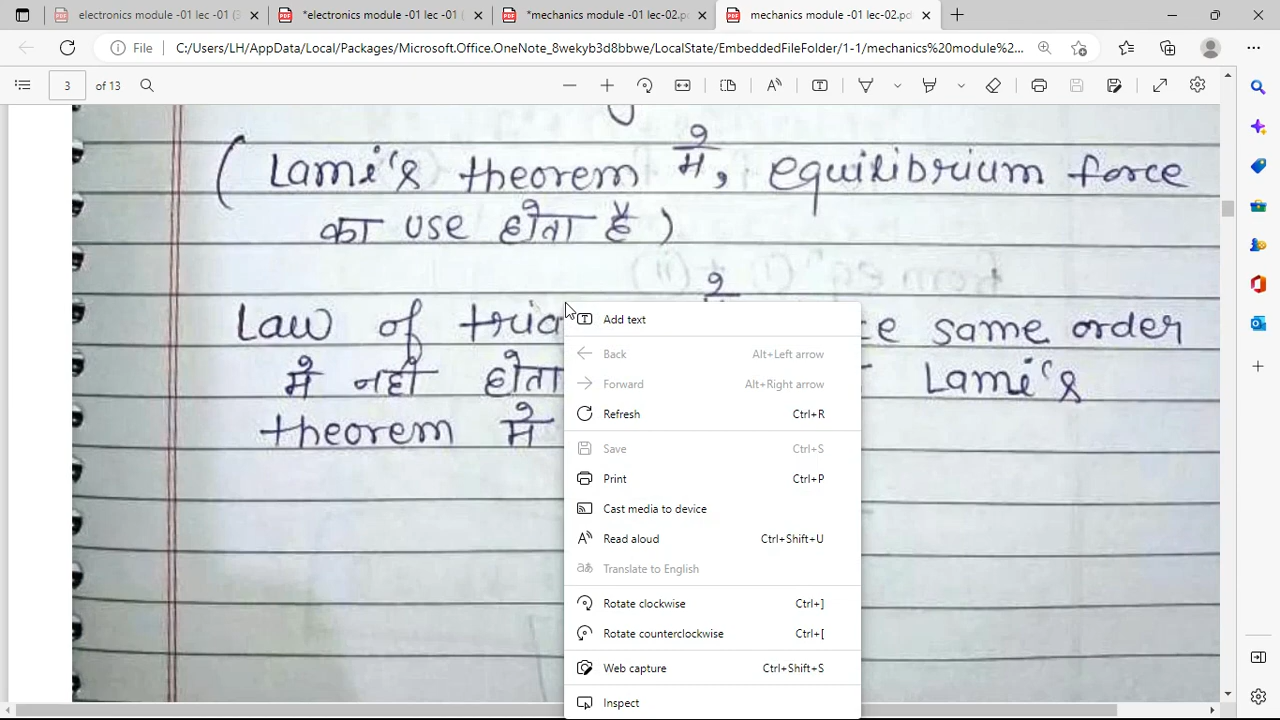 electronics module -01 lec -01 (
*electronics module -01 lec -01 (
*mechanics module -01 lec-02.pd
mechanics module -01 lec-02.pd
File
C:/Users/LH/AppData/Local/Packages/Microsoft.Office.OneNote_8wekyb3d8bbwe/LocalState/EmbeddedFileFolder/1-1/mechanics%20module%2...
3 of 13
(Lami's theorem में, equilibrium force
का use होता है)
Law of tria ce same order
में नही होता Lami's
theorem में
Add text
Back Alt+Left arrow
Forward Alt+Right arrow
Refresh Ctrl+R
Save Ctrl+S
Print Ctrl+P
Cast media to device
Read aloud Ctrl+Shift+U
Translate to English
Rotate clockwise Ctrl+]
Rotate counterclockwise Ctrl+[
Web capture Ctrl+Shift+S
Inspect